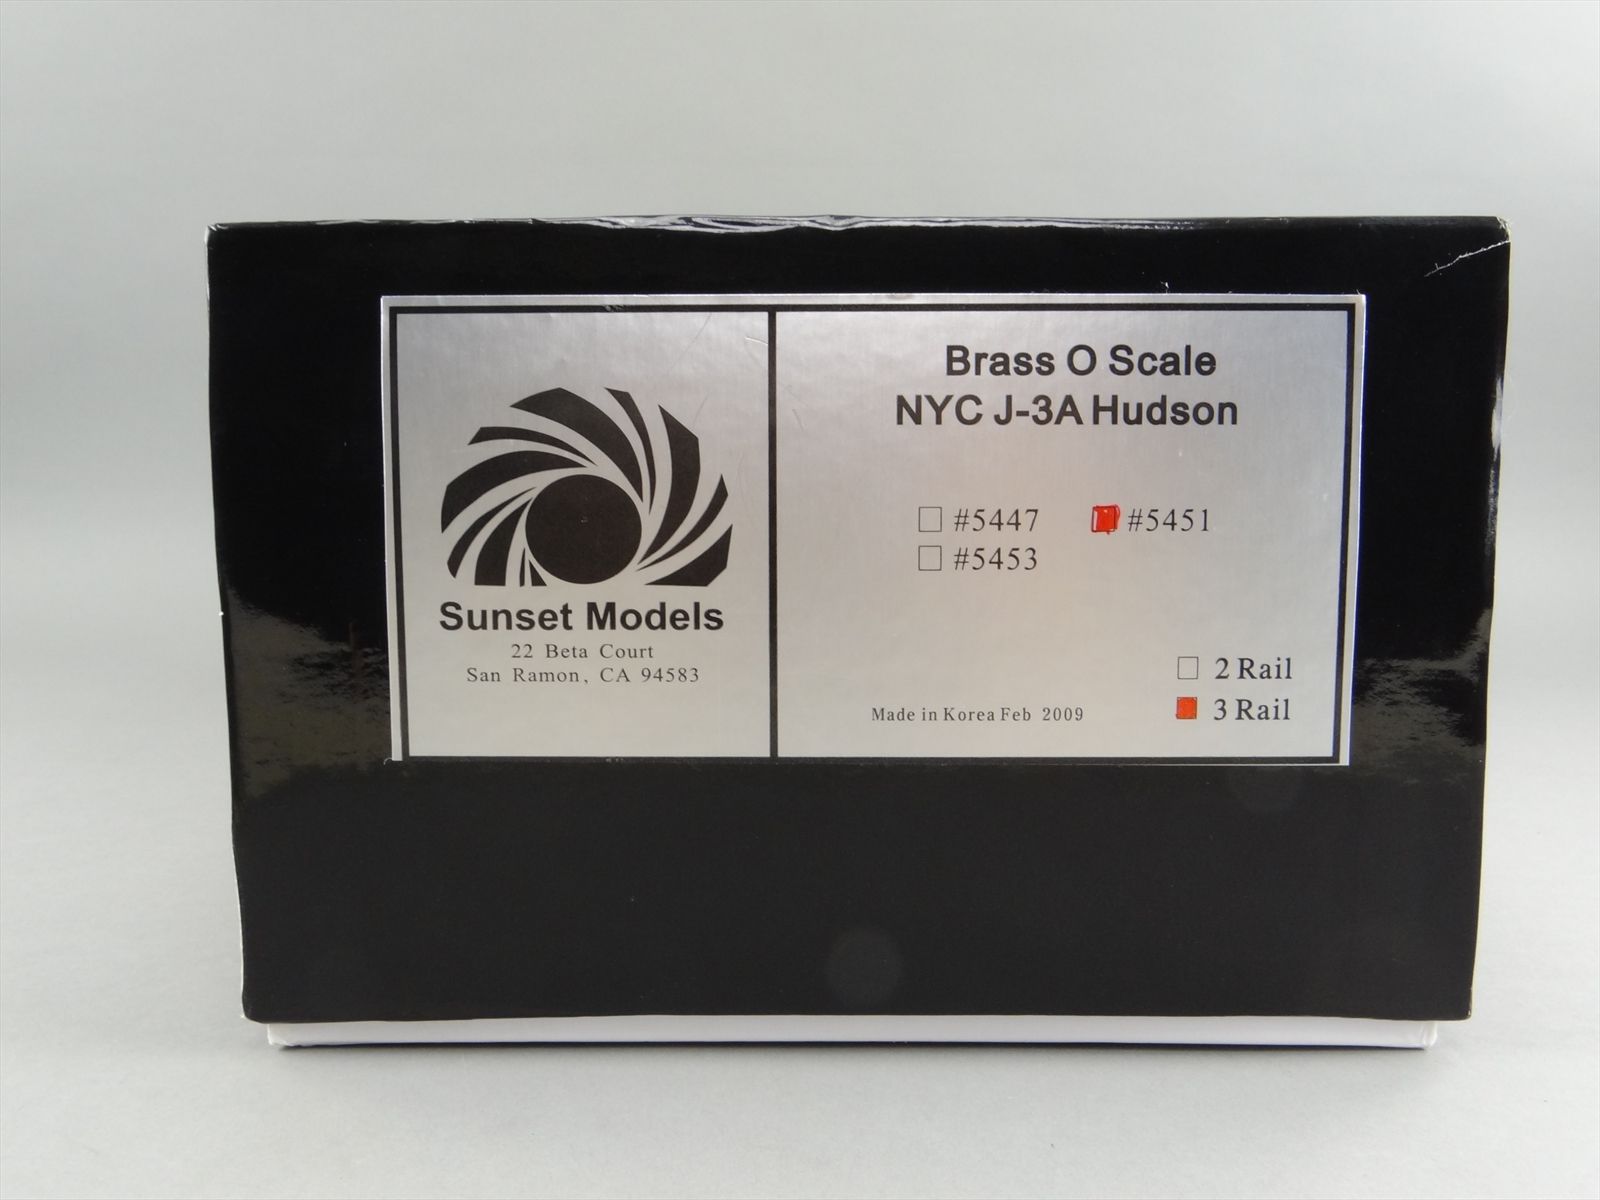 Sunset Models
22 Beta Court
San Ramon, CA 94583
Brass O Scale
NYC J-3A Hudson
#5447 #5451
#5453
2 Rail
3 Rail
Made in Korea Feb 2009